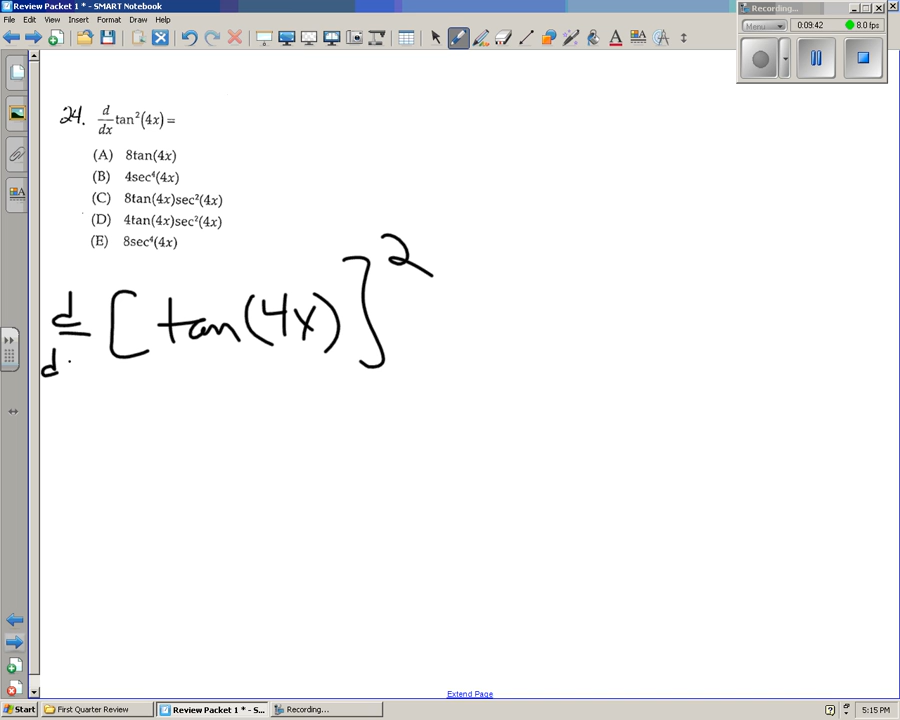 Review Packet 1 * - SMART Notebook
File Edit View Insert Format Tools Draw Help
Recording...
Menu 0:09:42 8.0 fps
24. d/dx tan²(4x) =
(A) 8tan(4x)
(B) 4sec⁴(4x)
(C) 8tan(4x)sec²(4x)
(D) 4tan(4x)sec²(4x)
(E) 8sec⁴(4x)
d/d [tan(4x)]²
Extend Page
Start First Quarter Review Review Packet 1 * - S... Recording... 5:15 PM